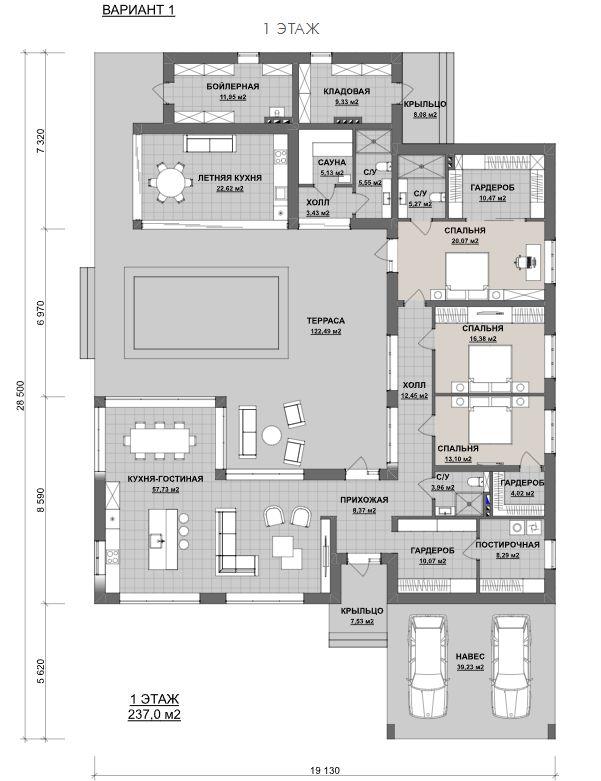 ВАРИАНТ 1
1 ЭТАЖ
БОЙЛЕРНАЯ
11,95 м2
КЛАДОВАЯ
9,33 м2
КРЫЛЬЦО
8,08 м2
7 320
ЛЕТНЯЯ КУХНЯ
22,62 м2
САУНА
5,13 м2
С/У
5,55 м2
ХОЛЛ
3,43 м2
С/У
5,27 м2
ГАРДЕРОБ
10,47 м2
СПАЛЬНЯ
20,07 м2
6 970
ТЕРРАСА
122,49 м2
СПАЛЬНЯ
16,38 м2
28 500
ХОЛЛ
12,45 м2
СПАЛЬНЯ
13,10 м2
8 590
КУХНЯ-ГОСТИНАЯ
57,73 м2
С/У
3,96 м2
ГАРДЕРОБ
4,02 м2
ПРИХОЖАЯ
8,37 м2
ГАРДЕРОБ
10,07 м2
ПОСТИРОЧНАЯ
8,29 м2
КРЫЛЬЦО
7,53 м2
5 620
НАВЕС
39,23 м2
1 ЭТАЖ
237,0 м2
19 130